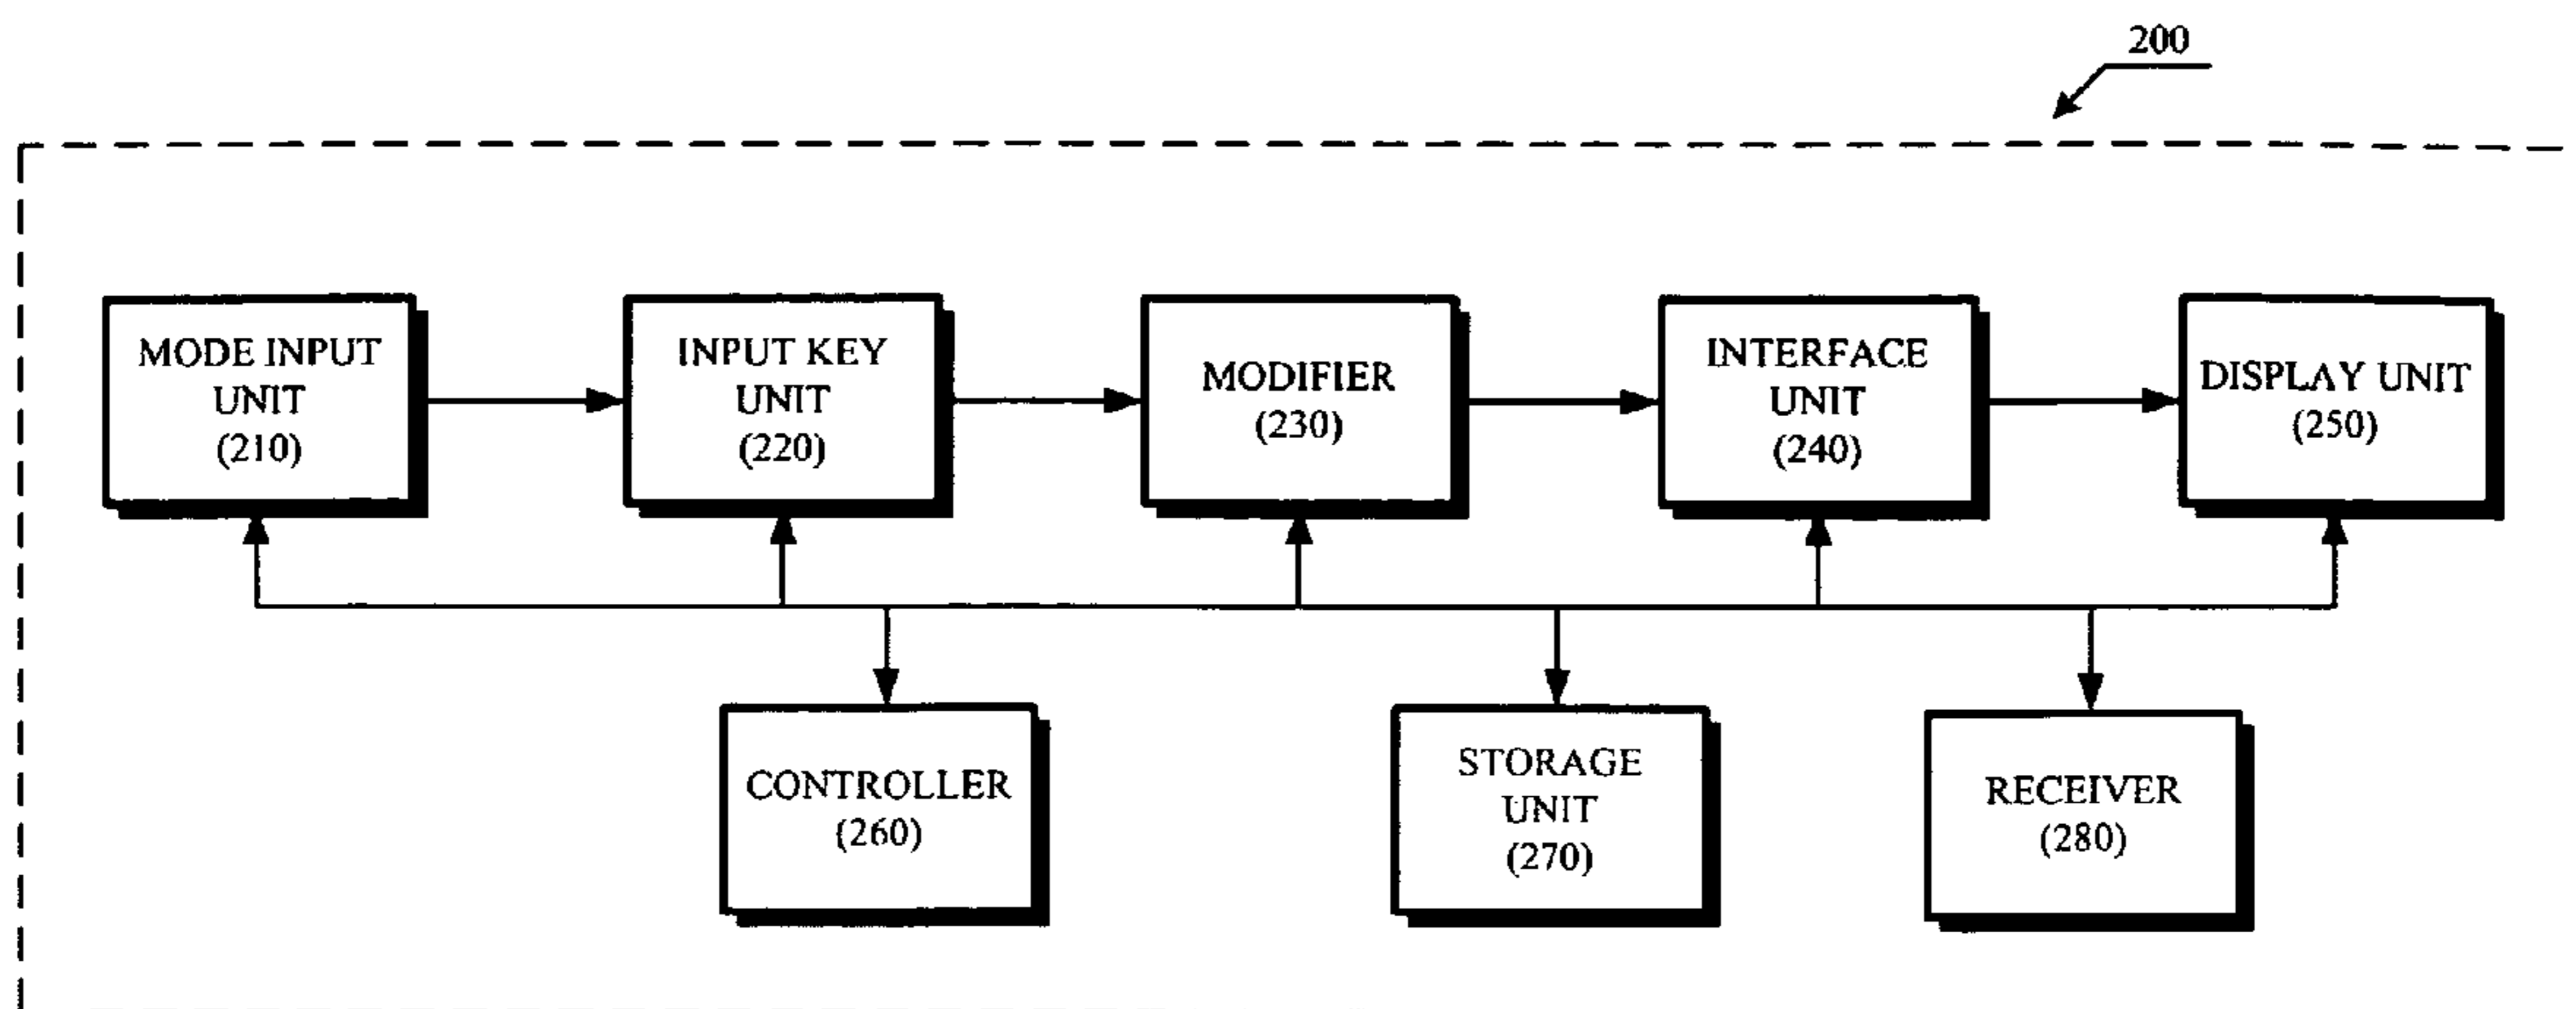 200
MODE INPUT
UNIT
(210)
INPUT KEY
UNIT
(220)
MODIFIER
(230)
INTERFACE
UNIT
(240)
DISPLAY UNIT
(250)
CONTROLLER
(260)
STORAGE
UNIT
(270)
RECEIVER
(280)